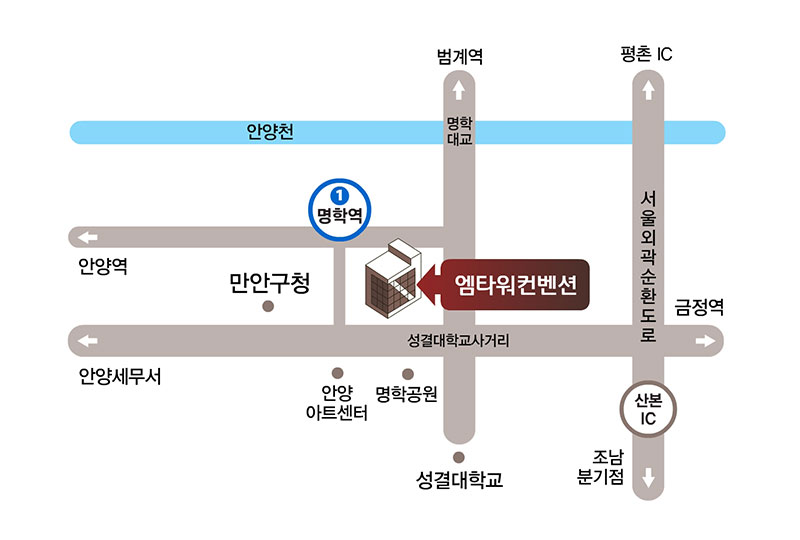 범계역
평촌 IC
안양천
명학
대교
1
명학역
서울외곽순환도로
안양역
만안구청
엠타워컨벤션
금정역
성결대학교사거리
안양세무서
안양
아트센터
명학공원
산본
IC
성결대학교
조남
분기점